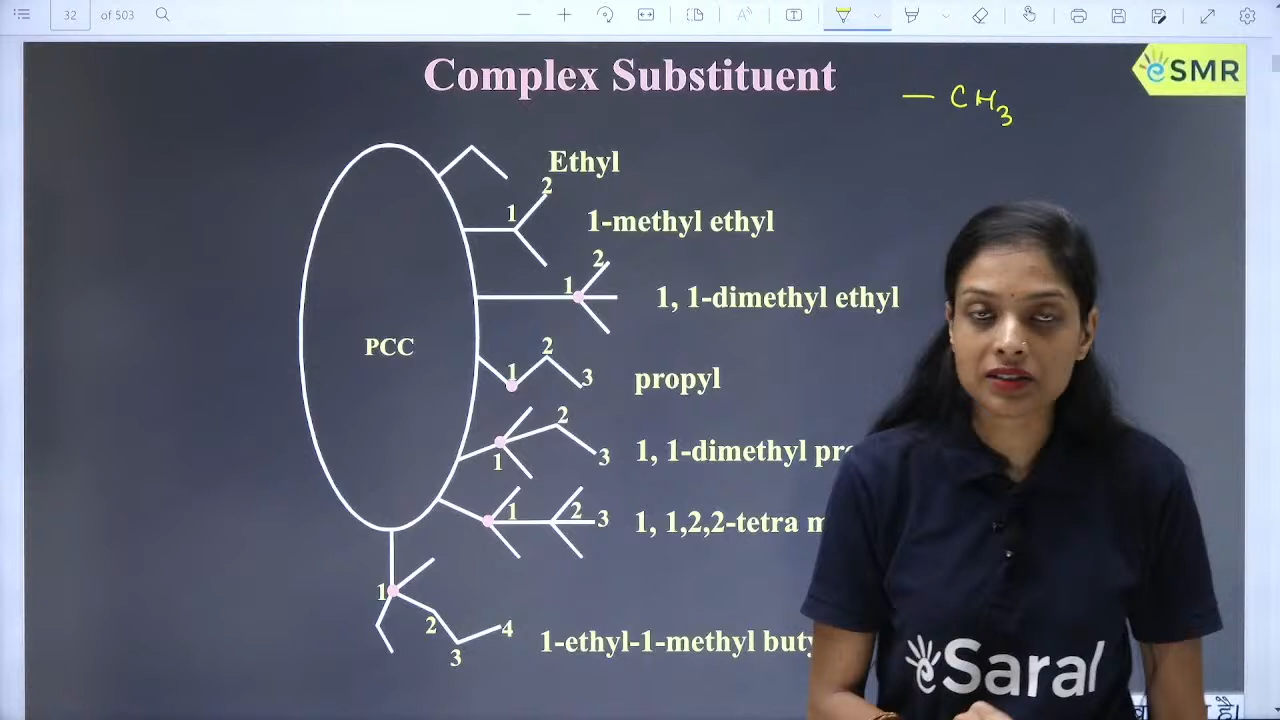 32 of 503
Complex Substituent
eSMR
— CH3
Ethyl
2
1
1-methyl ethyl
2
1
1, 1-dimethyl ethyl
PCC
1
2
3
propyl
2
1
3
1, 1-dimethyl
1
2
3
1, 1,2,2-tetra
1
2
3
4
1-ethyl-1-methyl
eSaral
है।